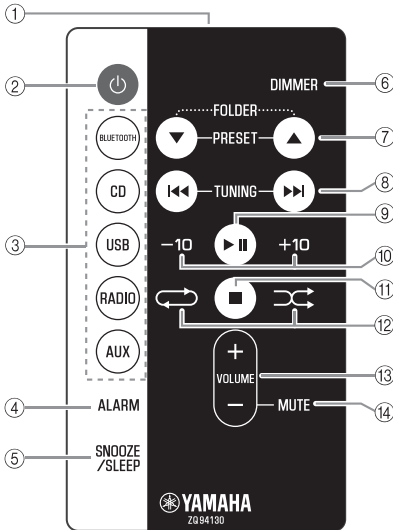 ①
②
DIMMER
⑥
FOLDER
BLUETOOTH
PRESET
⑦
CD
TUNING
⑧
⑨
③
USB
-10
+10
⑩
⑪
RADIO
⑫
AUX
+
VOLUME
⑬
④
ALARM
-
MUTE
⑭
⑤
SNOOZE
/SLEEP
YAMAHA
ZQ94130